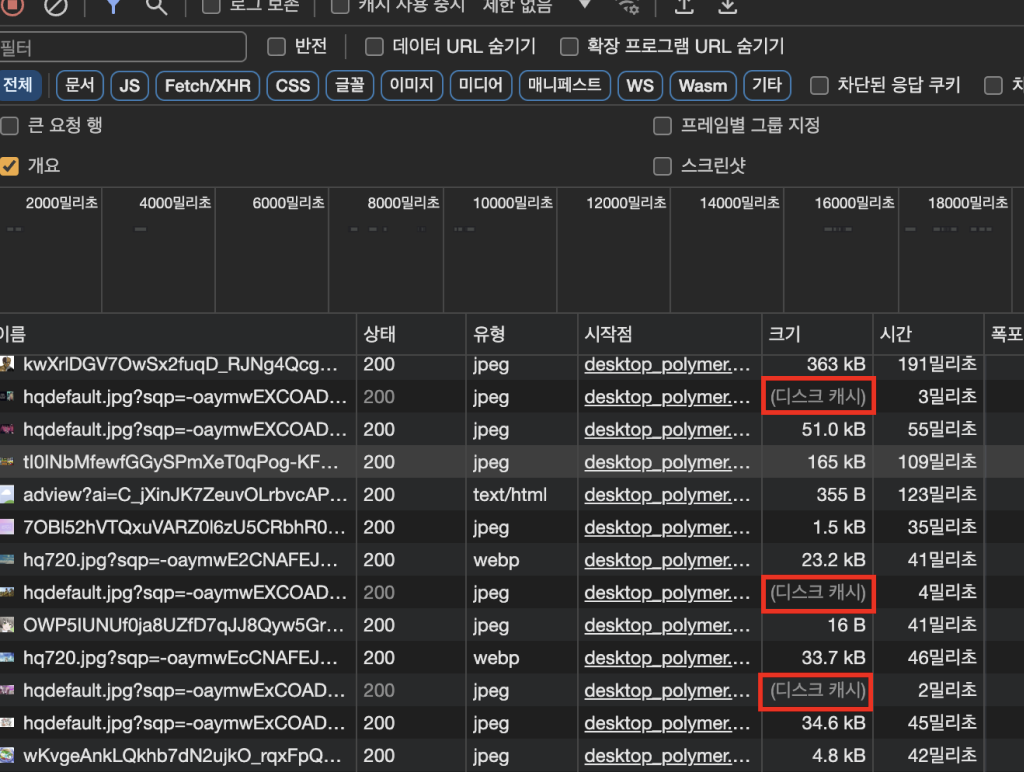 로그 보존 캐시 사용 중지 제한 없음
필터 반전 데이터 URL 숨기기 확장 프로그램 URL 숨기기
전체 문서 JS Fetch/XHR CSS 글꼴 이미지 미디어 매니페스트 WS Wasm 기타 차단된 응답 쿠키
큰 요청 행 프레임별 그룹 지정
개요 스크린샷
2000밀리초 4000밀리초 6000밀리초 8000밀리초 10000밀리초 12000밀리초 14000밀리초 16000밀리초 18000밀리초
이름 상태 유형 시작점 크기 시간 폭포
kwXrlDGV7OwSx2fuqD_RJNg4Qcg... 200 jpeg desktop_polymer.... 363 kB 191밀리초
hqdefault.jpg?sqp=-oaymwEXCOAD... 200 jpeg desktop_polymer.... (디스크 캐시) 3밀리초
hqdefault.jpg?sqp=-oaymwEXCOAD... 200 jpeg desktop_polymer.... 51.0 kB 55밀리초
tI0lNbMfewfGGySPmXeT0qPog-KF... 200 jpeg desktop_polymer.... 165 kB 109밀리초
adview?ai=C_jXinJK7ZeuvOLrbvcAP... 200 text/html desktop_polymer.... 355 B 123밀리초
7OBI52hVTQxuVARZ0l6zU5CRbhR0... 200 jpeg desktop_polymer.... 1.5 kB 35밀리초
hq720.jpg?sqp=-oaymwE2CNAFEJ... 200 webp desktop_polymer.... 23.2 kB 41밀리초
hqdefault.jpg?sqp=-oaymwEXCOAD... 200 jpeg desktop_polymer.... (디스크 캐시) 4밀리초
OWP5IUNUf0ja8UZfD7qJJ8Qyw5Gr... 200 jpeg desktop_polymer.... 16 B 41밀리초
hq720.jpg?sqp=-oaymwEcCNAFEJ... 200 webp desktop_polymer.... 33.7 kB 46밀리초
hqdefault.jpg?sqp=-oaymwExCOAD... 200 jpeg desktop_polymer.... (디스크 캐시) 2밀리초
hqdefault.jpg?sqp=-oaymwExCOAD... 200 jpeg desktop_polymer.... 34.6 kB 45밀리초
wKvgeAnkLQkhb7dN2ujkO_rqxFpQ... 200 jpeg desktop_polymer.... 4.8 kB 42밀리초